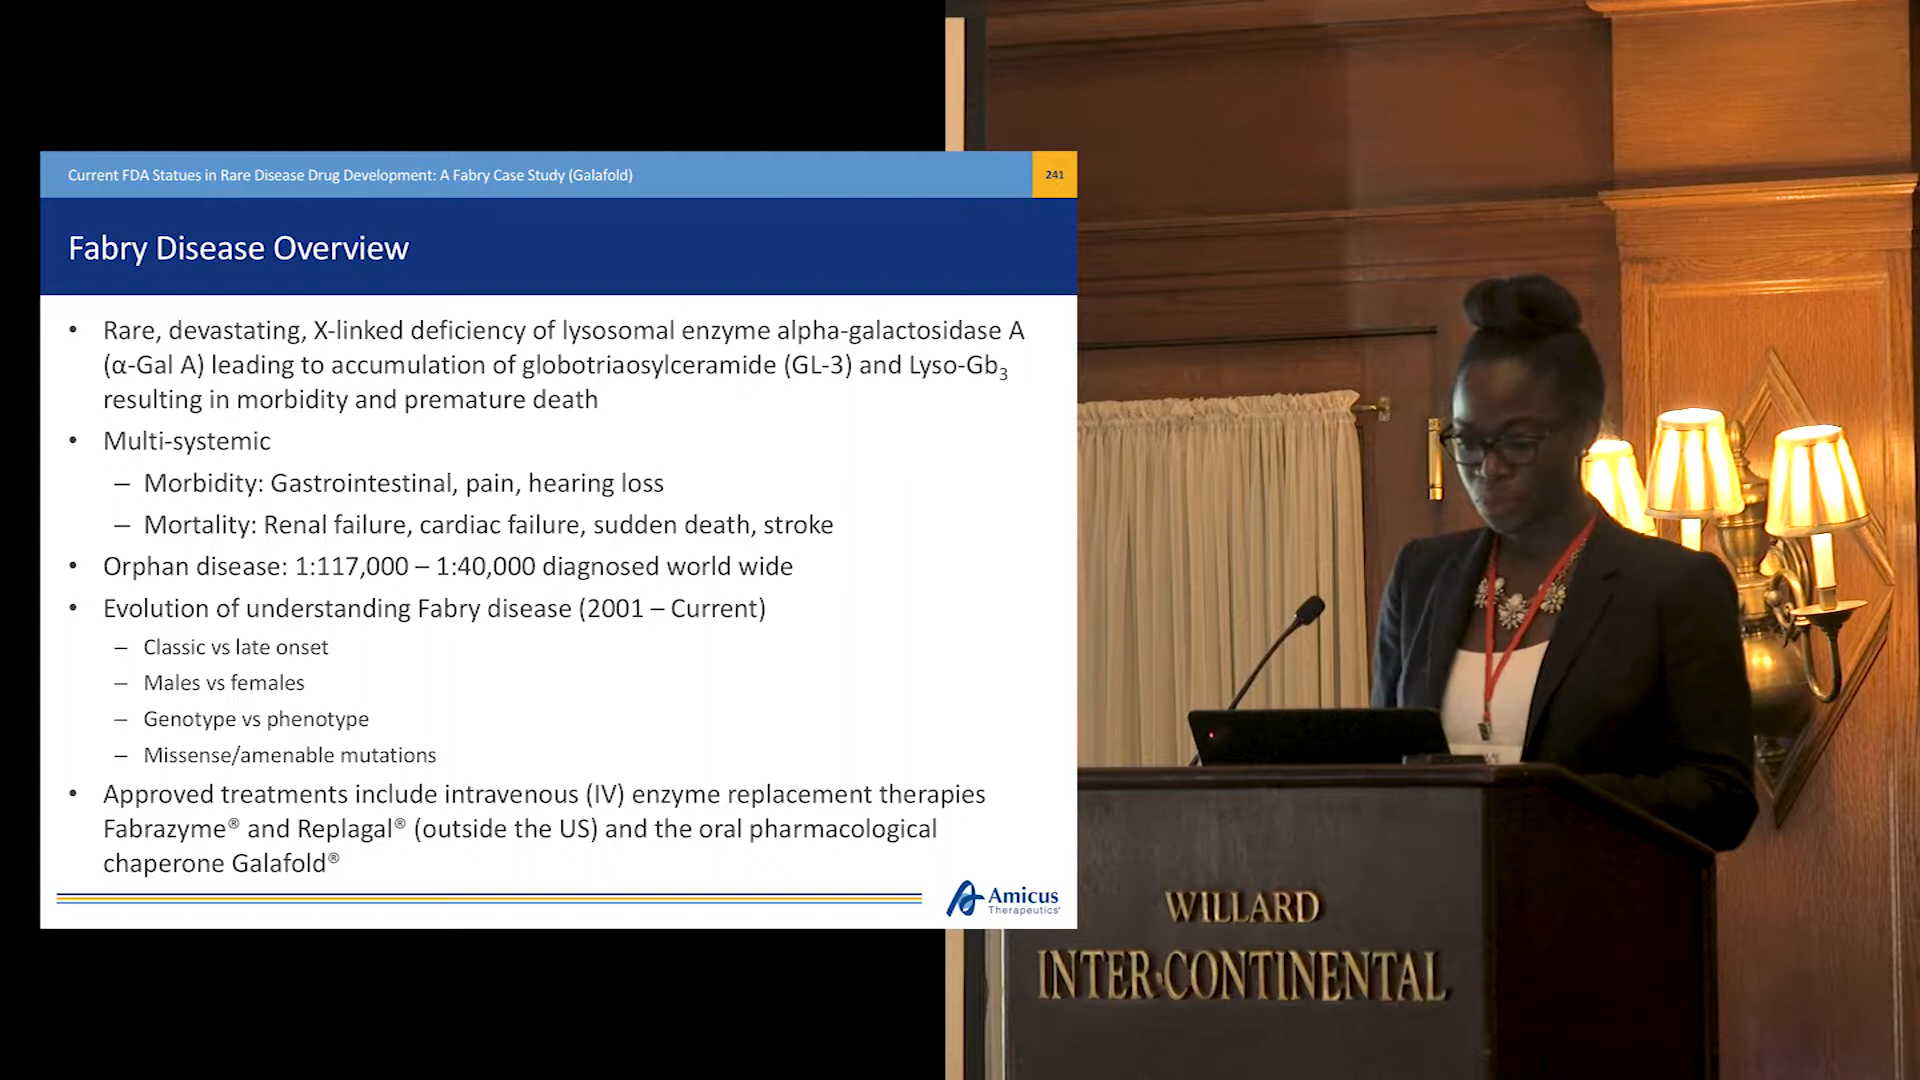 Current FDA Statues in Rare Disease Drug Development: A Fabry Case Study (Galafold)
241
Fabry Disease Overview
• Rare, devastating, X-linked deficiency of lysosomal enzyme alpha-galactosidase A
(α-Gal A) leading to accumulation of globotriaosylceramide (GL-3) and Lyso-Gb3
resulting in morbidity and premature death
• Multi-systemic
– Morbidity: Gastrointestinal, pain, hearing loss
– Mortality: Renal failure, cardiac failure, sudden death, stroke
• Orphan disease: 1:117,000 – 1:40,000 diagnosed world wide
• Evolution of understanding Fabry disease (2001 – Current)
– Classic vs late onset
– Males vs females
– Genotype vs phenotype
– Missense/amenable mutations
• Approved treatments include intravenous (IV) enzyme replacement therapies
Fabrazyme® and Replagal® (outside the US) and the oral pharmacological
chaperone Galafold®
Amicus
Therapeutics®
WILLARD
INTER·CONTINENTAL